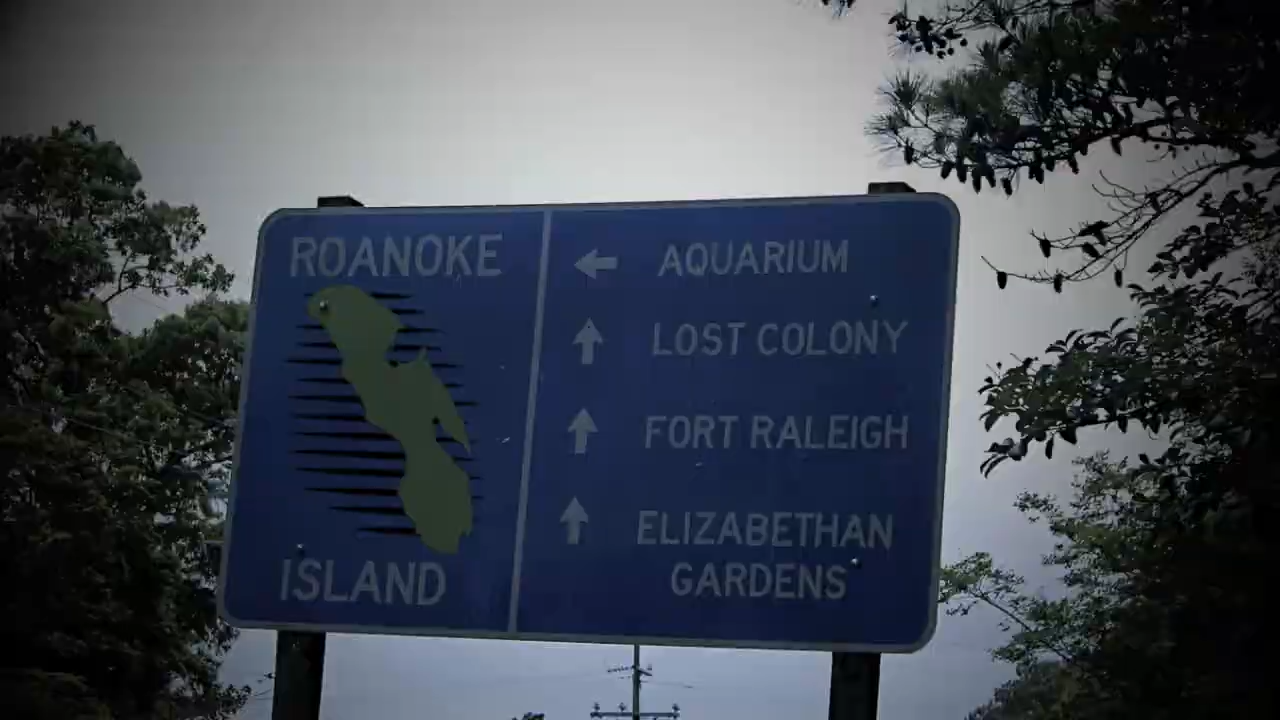 ROANOKE
ISLAND
AQUARIUM
LOST COLONY
FORT RALEIGH
ELIZABETHAN
GARDENS